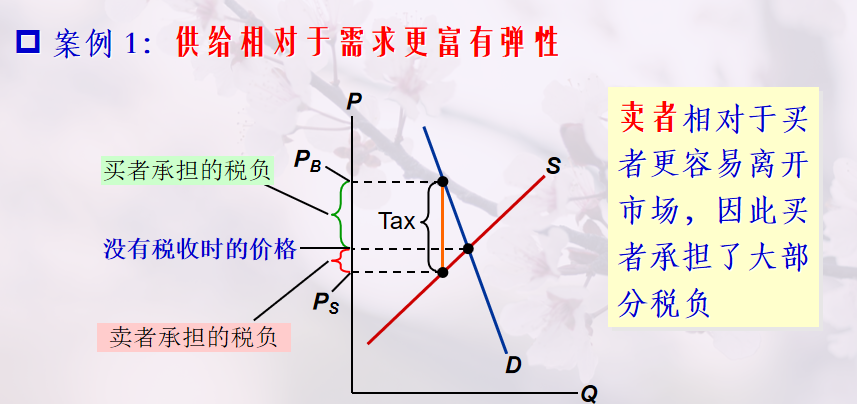 案例 1：供给相对于需求更富有弹性
P
卖者相对于买
者更容易离开
市场，因此买
者承担了大部
分税负
P_B
S
买者承担的税负
Tax
没有税收时的价格
P_S
卖者承担的税负
D
Q